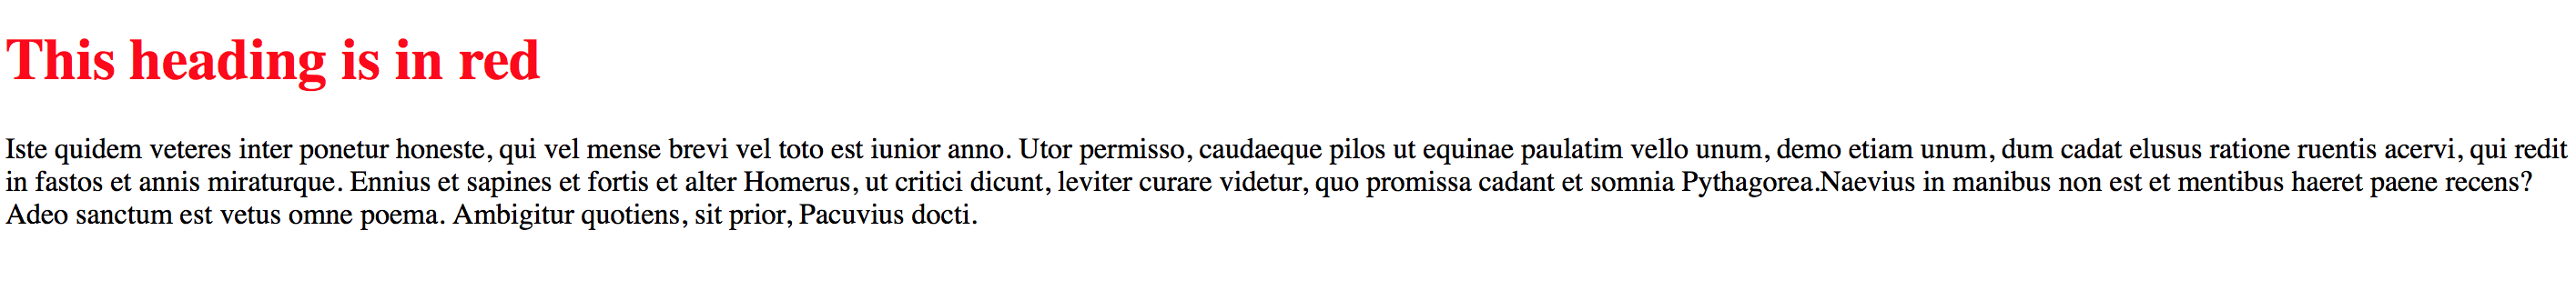 This heading is in red
Iste quidem veteres inter ponetur honeste, qui vel mense brevi vel toto est iunior anno. Utor permisso, caudaeque pilos ut equinae paulatim vello unum, demo etiam unum, dum cadat elusus ratione ruentis acervi, qui redit
in fastos et annis miraturque. Ennius et sapines et fortis et alter Homerus, ut critici dicunt, leviter curare videtur, quo promissa cadant et somnia Pythagorea.Naevius in manibus non est et mentibus haeret paene recens?
Adeo sanctum est vetus omne poema. Ambigitur quotiens, sit prior, Pacuvius docti.